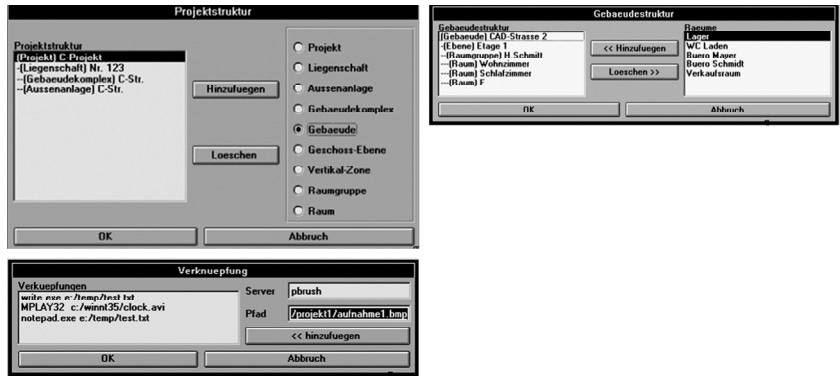 Projektstruktur
Projektstruktur
(Projekt) C-Projekt
-(Liegenschaft) Nr. 123
--(Gebaeudekomplex) C-Str.
--(Aussenanlage) C-Str.
Hinzufuegen
Loeschen
Projekt
Liegenschaft
Aussenanlage
Gebaeudekomplex
Gebaeude
Geschoss-Ebene
Vertikal-Zone
Raumgruppe
Raum
OK
Abbruch
Gebaeudestruktur
Gebaeudestruktur
(Gebaeude) CAD-Strasse 2
-(Ebene) Etage 1
--(Raumgruppe) H.Schmitt
---(Raum) Wohnzimmer
---(Raum) Schlafzimmer
---(Raum) F
<< Hinzufuegen
Loeschen >>
Raeume
Lager
WC Laden
Buero Mayer
Buero Schmidt
Verkaufsraum
OK
Abbruch
Verknuepfung
Verkuepfungen
write.exe e:/temp/test.txt
MPLAY32 c:/winnt35/clock.avi
notepad.exe e:/temp/test.txt
Server
pbrush
Pfad
/projekt1/aufnahme1.bmp
<< hinzufuegen
OK
Abbruch